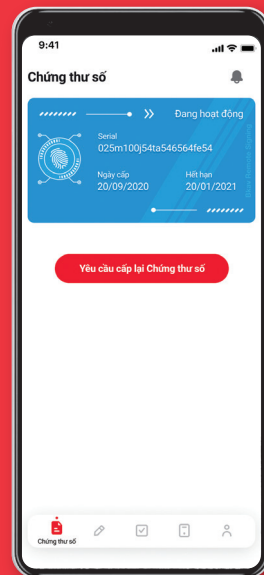 9:41
Chứng thư số
Đang hoạt động
Serial
025m100j54ta546564fe54
Ngày cấp
Hết hạn
20/09/2020
20/01/2021
Yêu cầu cấp lại Chứng thư số
Chứng thư số